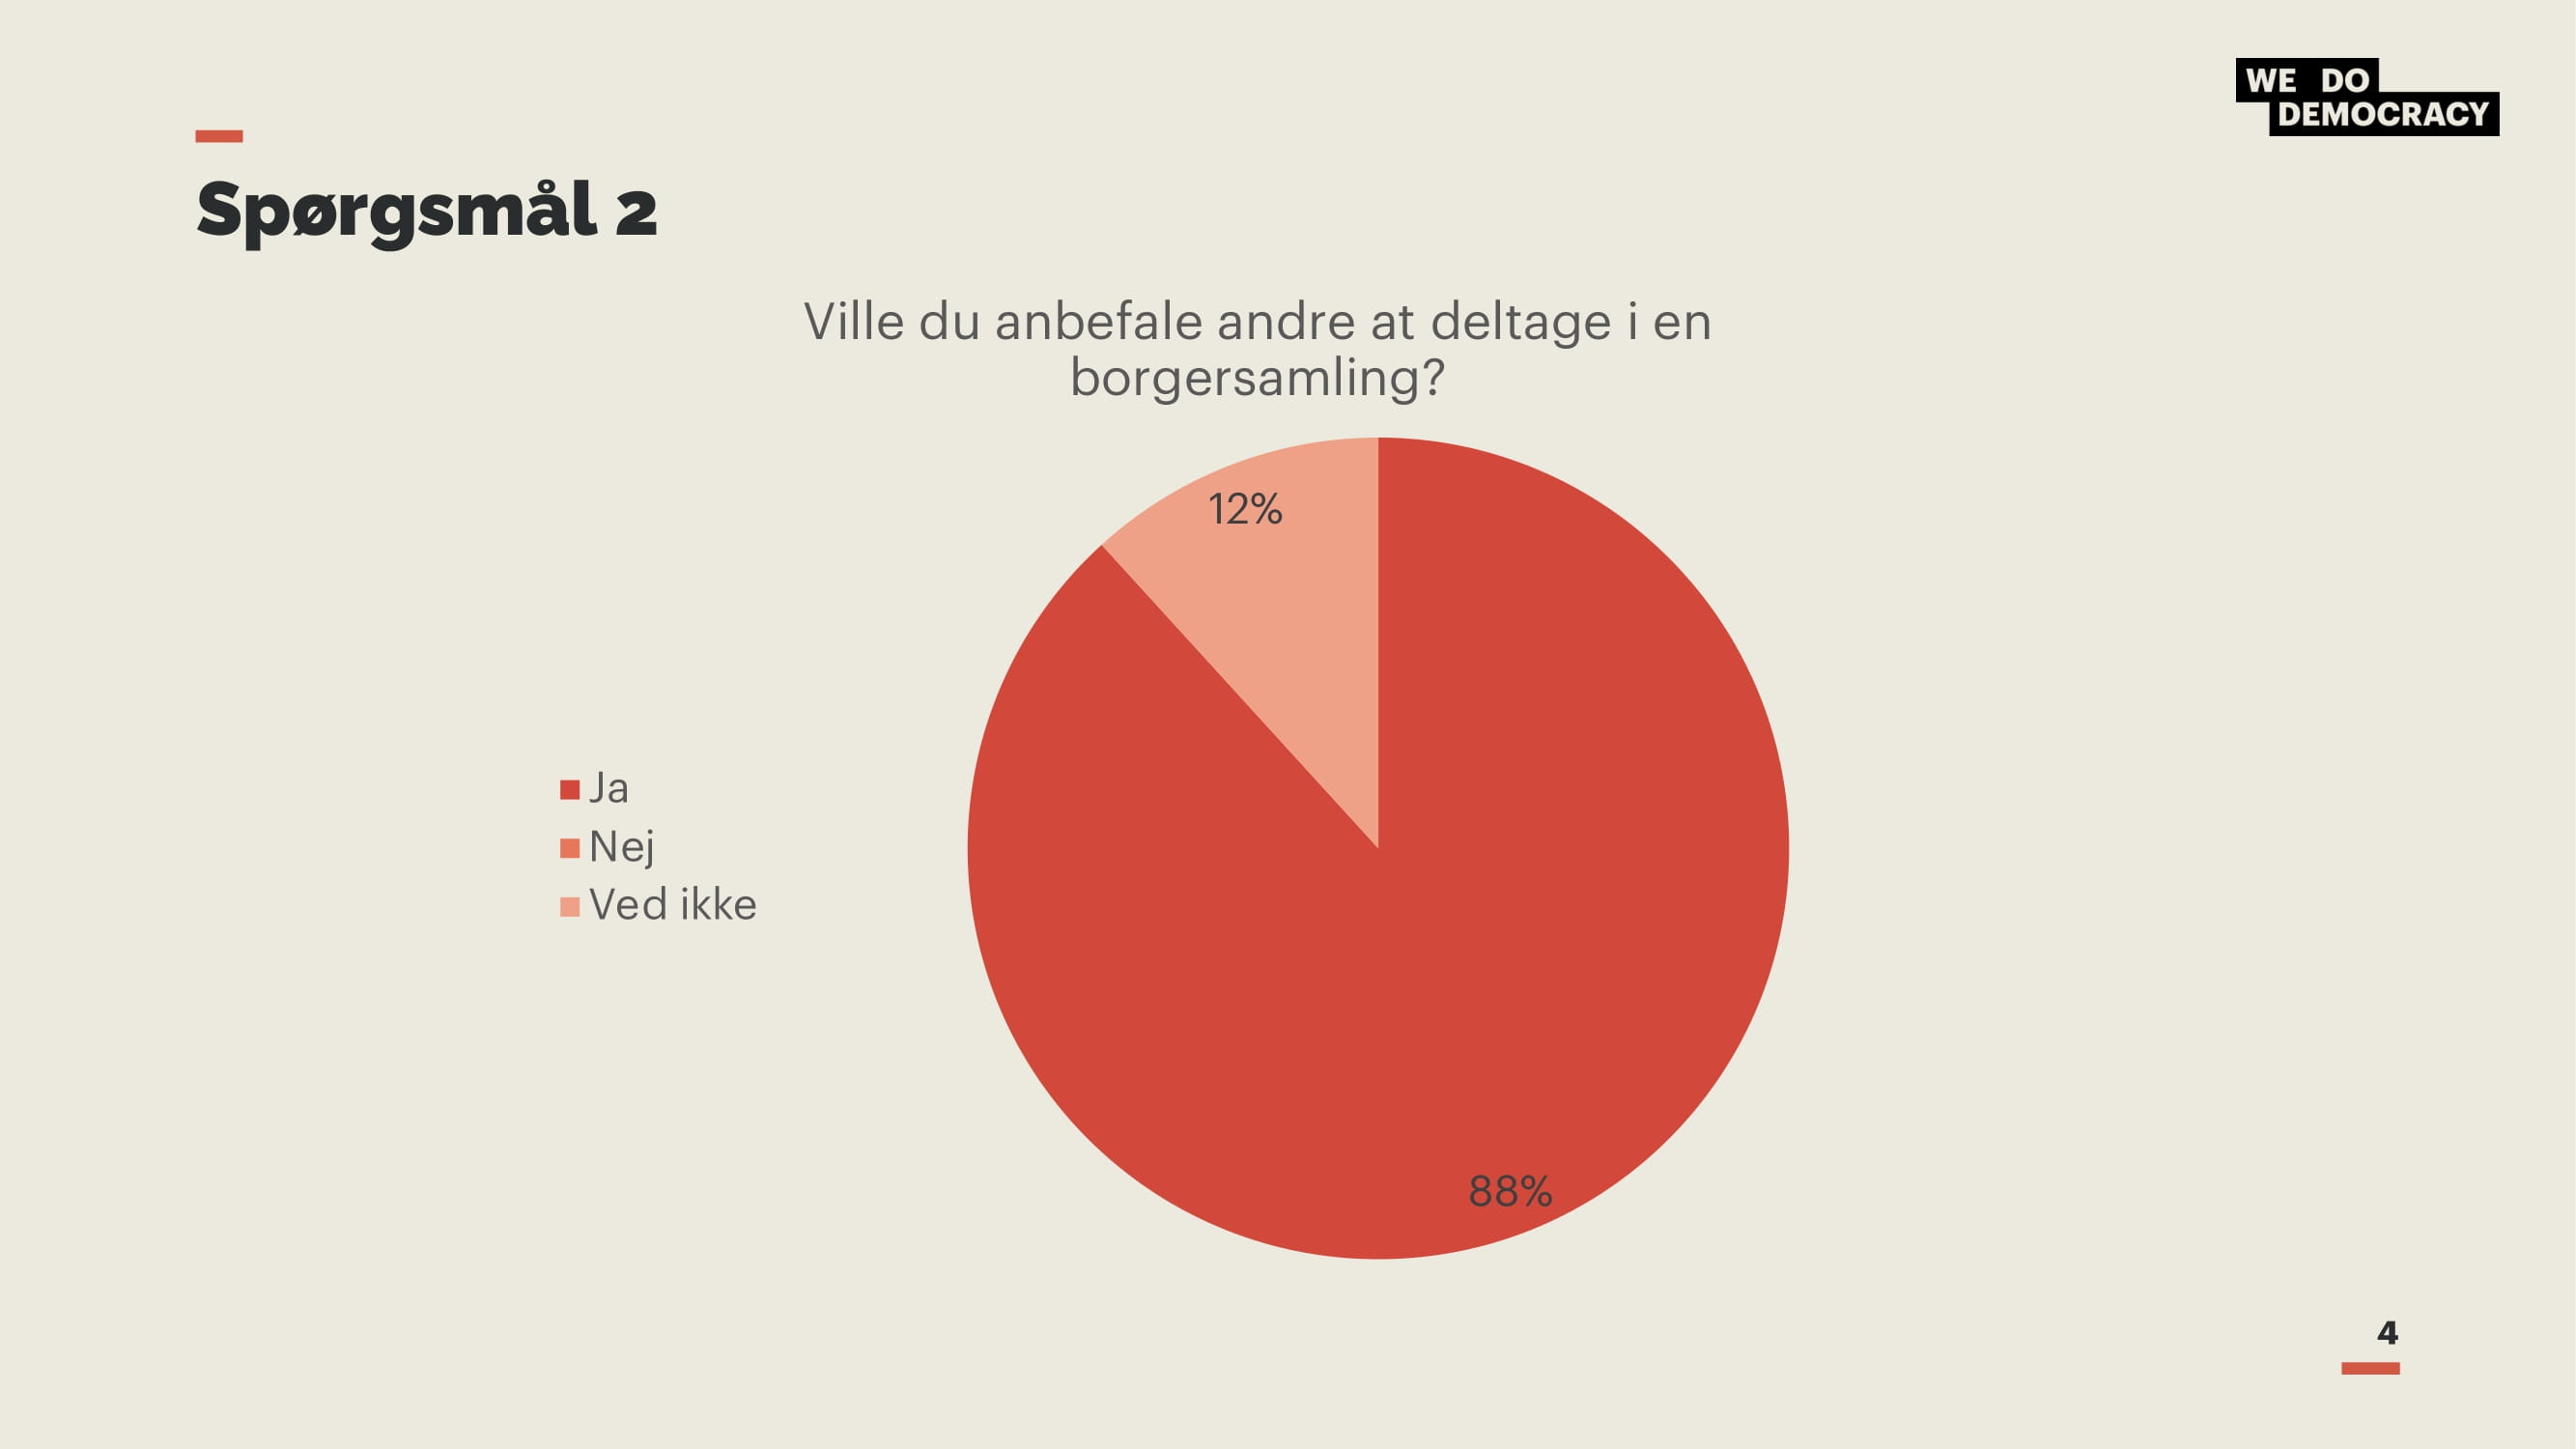 WE DO
DEMOCRACY
Spørgsmål 2
Ville du anbefale andre at deltage i en
borgersamling?
12%
Ja
Nej
Ved ikke
88%
4